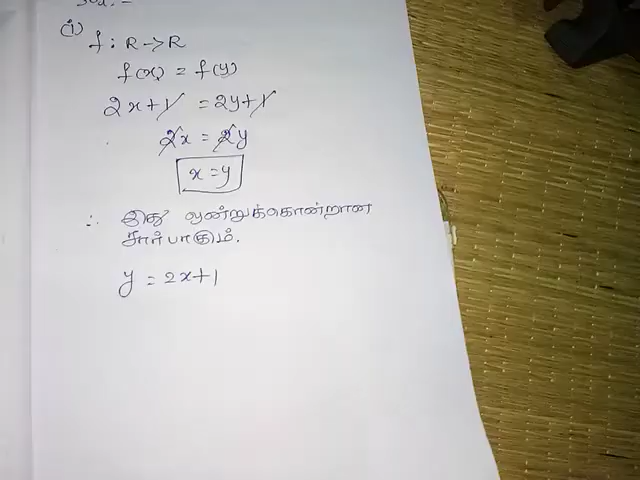 (i)
f : R → R
f(x) = f(y)
2x + 1 = 2y + 1
2x = 2y
x = y
∴ இது ஒன்றுக்கொன்றான
சார்பாகும்.
y = 2x + 1